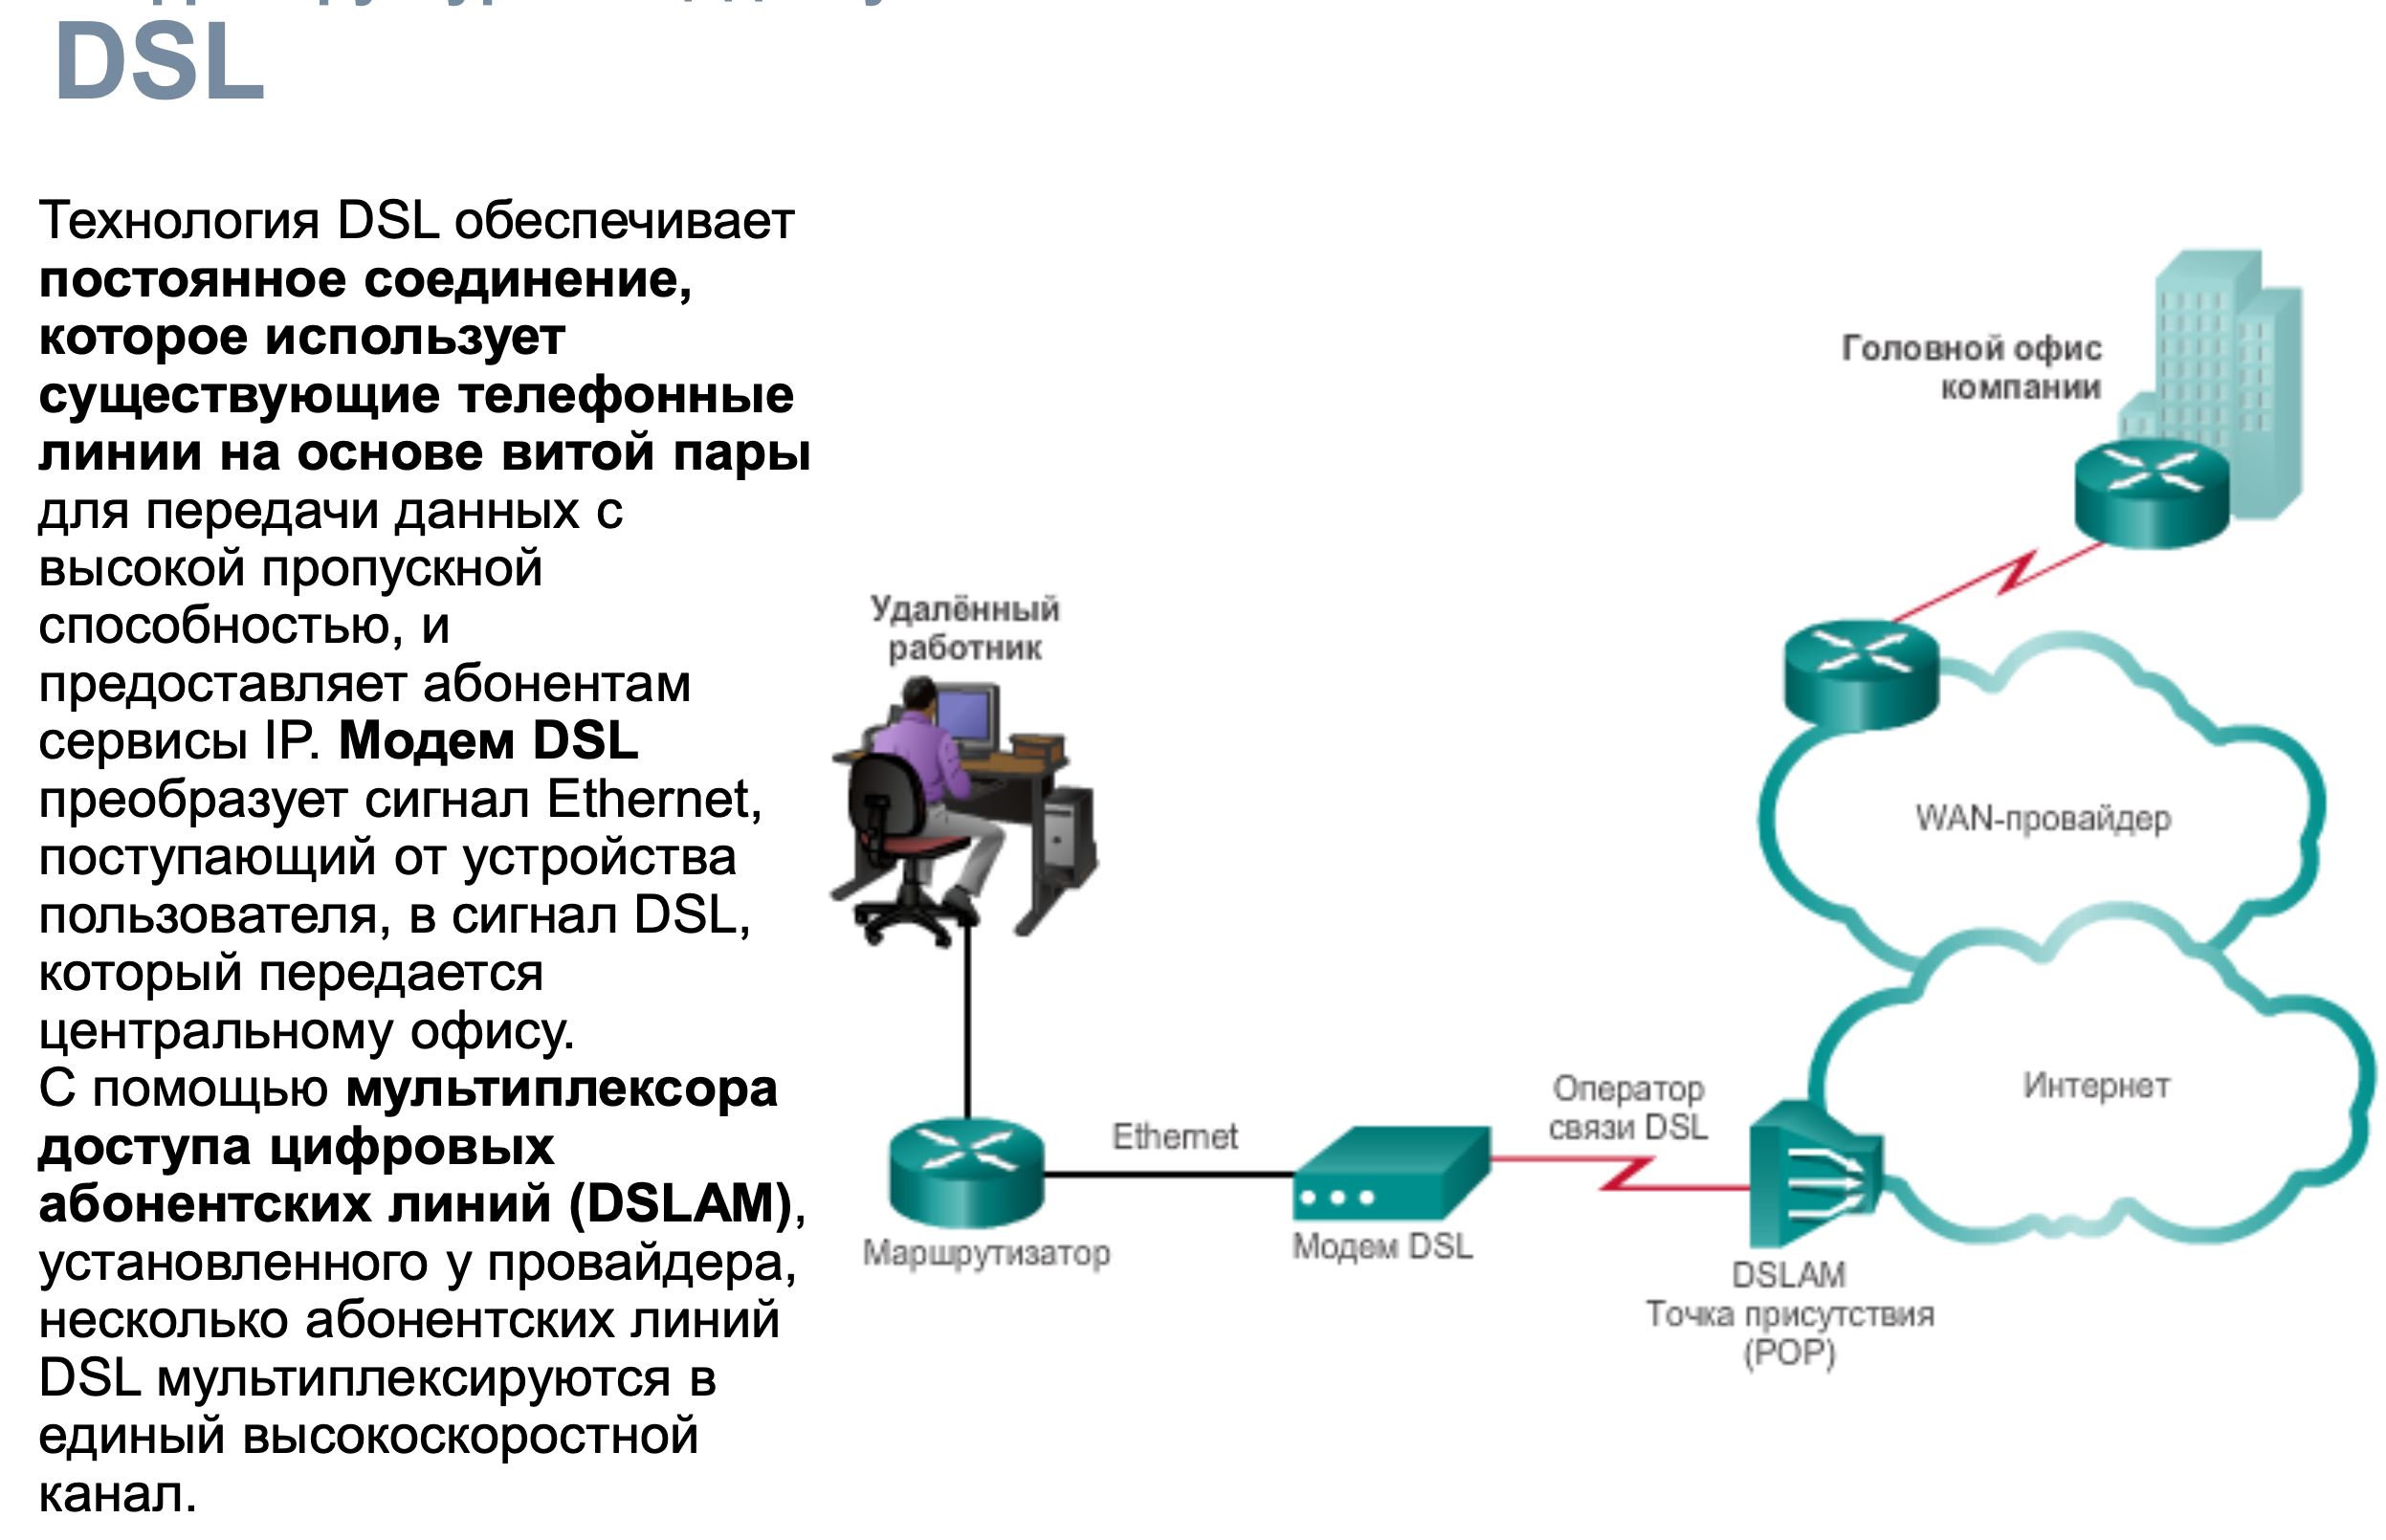 DSL
Технология DSL обеспечивает
постоянное соединение,
которое использует
существующие телефонные
линии на основе витой пары
для передачи данных с
высокой пропускной
способностью, и
предоставляет абонентам
сервисы IP. Модем DSL
преобразует сигнал Ethernet,
поступающий от устройства
пользователя, в сигнал DSL,
который передается
центральному офису.
С помощью мультиплексора
доступа цифровых
абонентских линий (DSLAM),
установленного у провайдера,
несколько абонентских линий
DSL мультиплексируются в
единый высокоскоростной
канал.
Головной офис
компании
Удалённый
работник
WAN-провайдер
Интернет
Оператор
связи DSL
Ethernet
Маршрутизатор
Модем DSL
DSLAM
Точка присутствия
(POP)